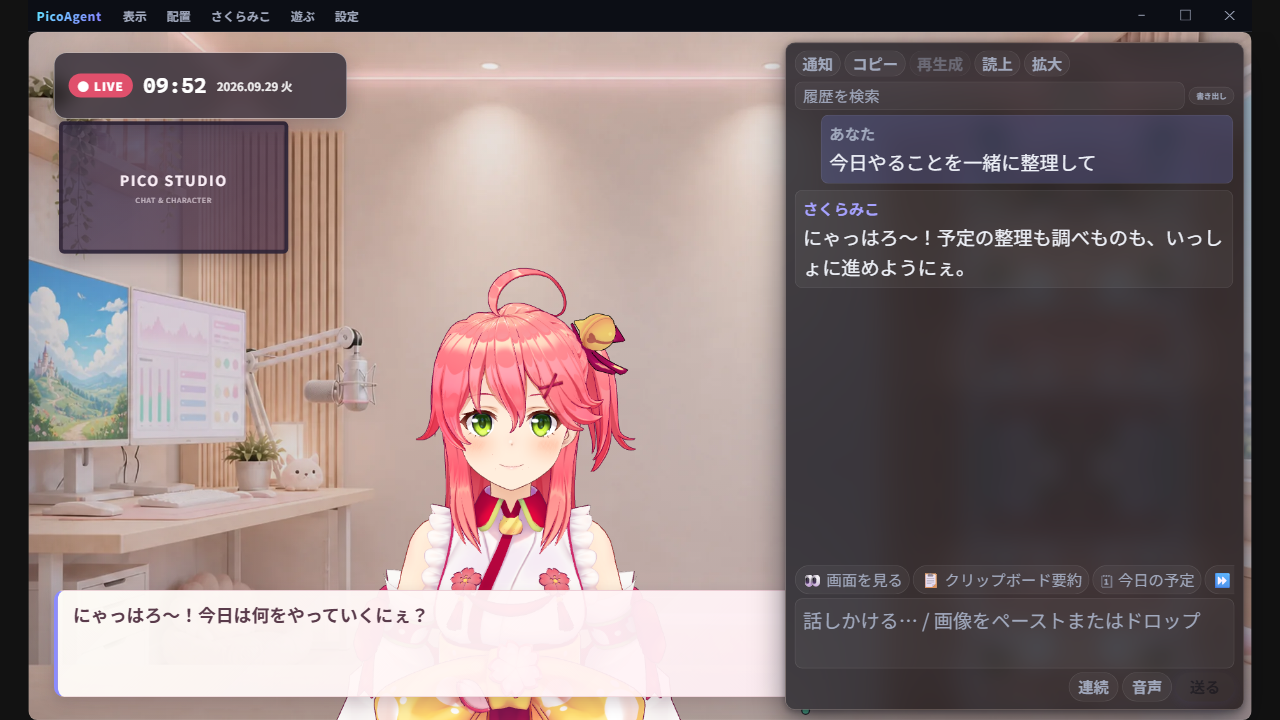 PicoAgent 表示 配置 さくらみこ 遊ぶ 設定
LIVE 09:52 2026.09.29 火
PICO STUDIO
CHAT & CHARACTER
通知 コピー 再生成 読上 拡大
履歴を検索 書き出し
あなた
今日やることを一緒に整理して
さくらみこ
にゃっはろ〜！予定の整理も調べものも、いっし
ょに進めようにぇ。
画面を見る クリップボード要約 今日の予定
話しかける… / 画像をペーストまたはドロップ
連続 音声 送る
にゃっはろ〜！今日は何をやっていくにぇ？